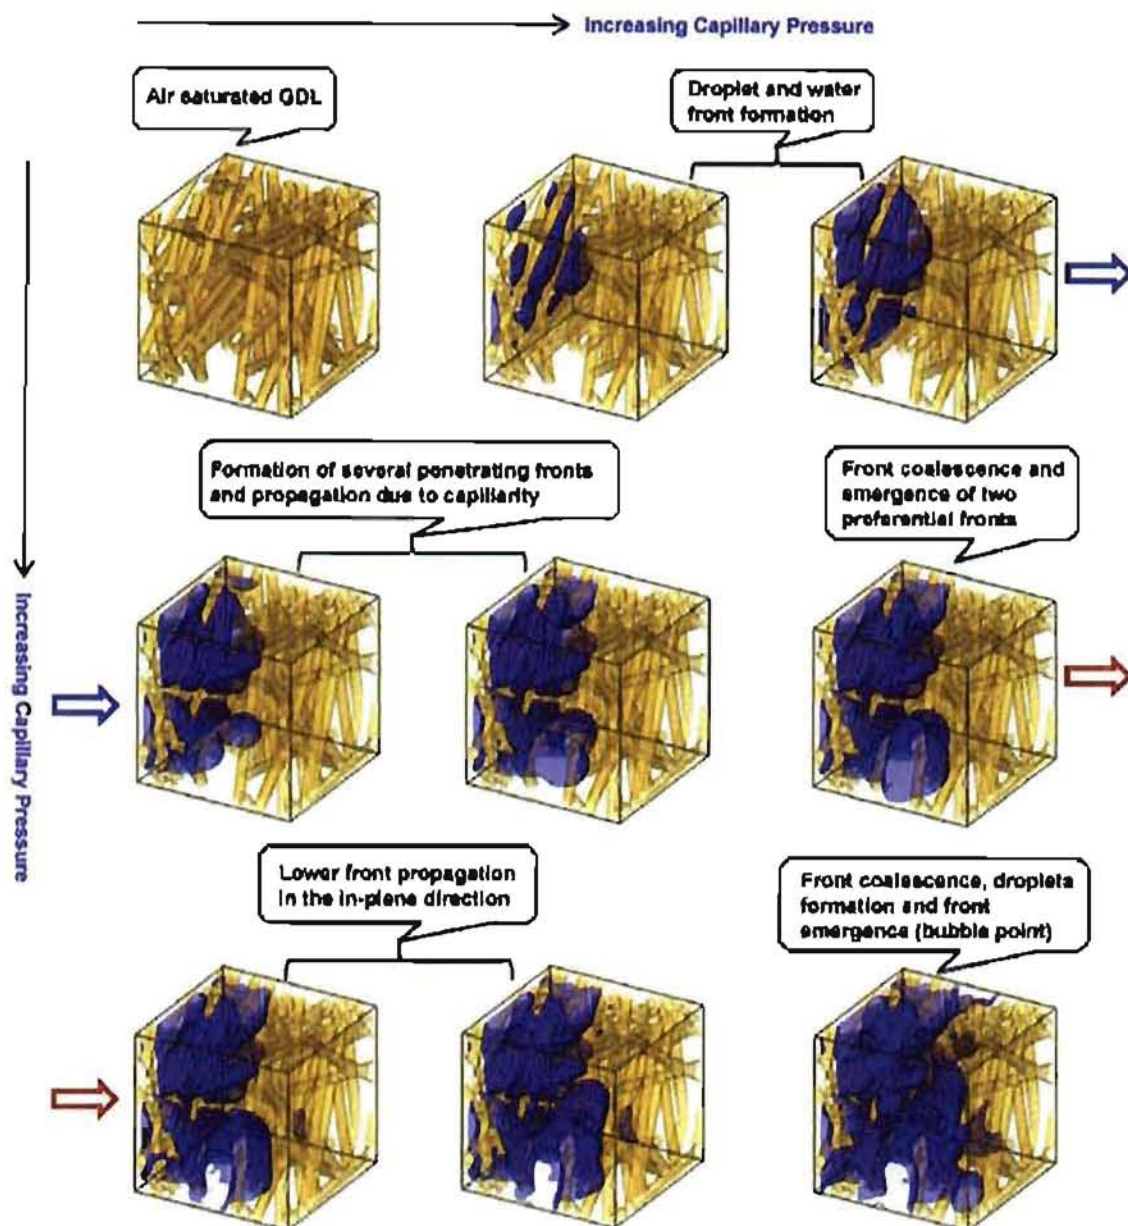 Increasing Capillary Pressure
Air saturated GDL
Droplet and water
front formation
Increasing Capillary Pressure
Formation of several penetrating fronts
and propagation due to capillarity
Front coalescence and
emergence of two
preferential fronts
Lower front propagation
in the in-plane direction
Front coalescence, droplets
formation and front
emergence (bubble point)